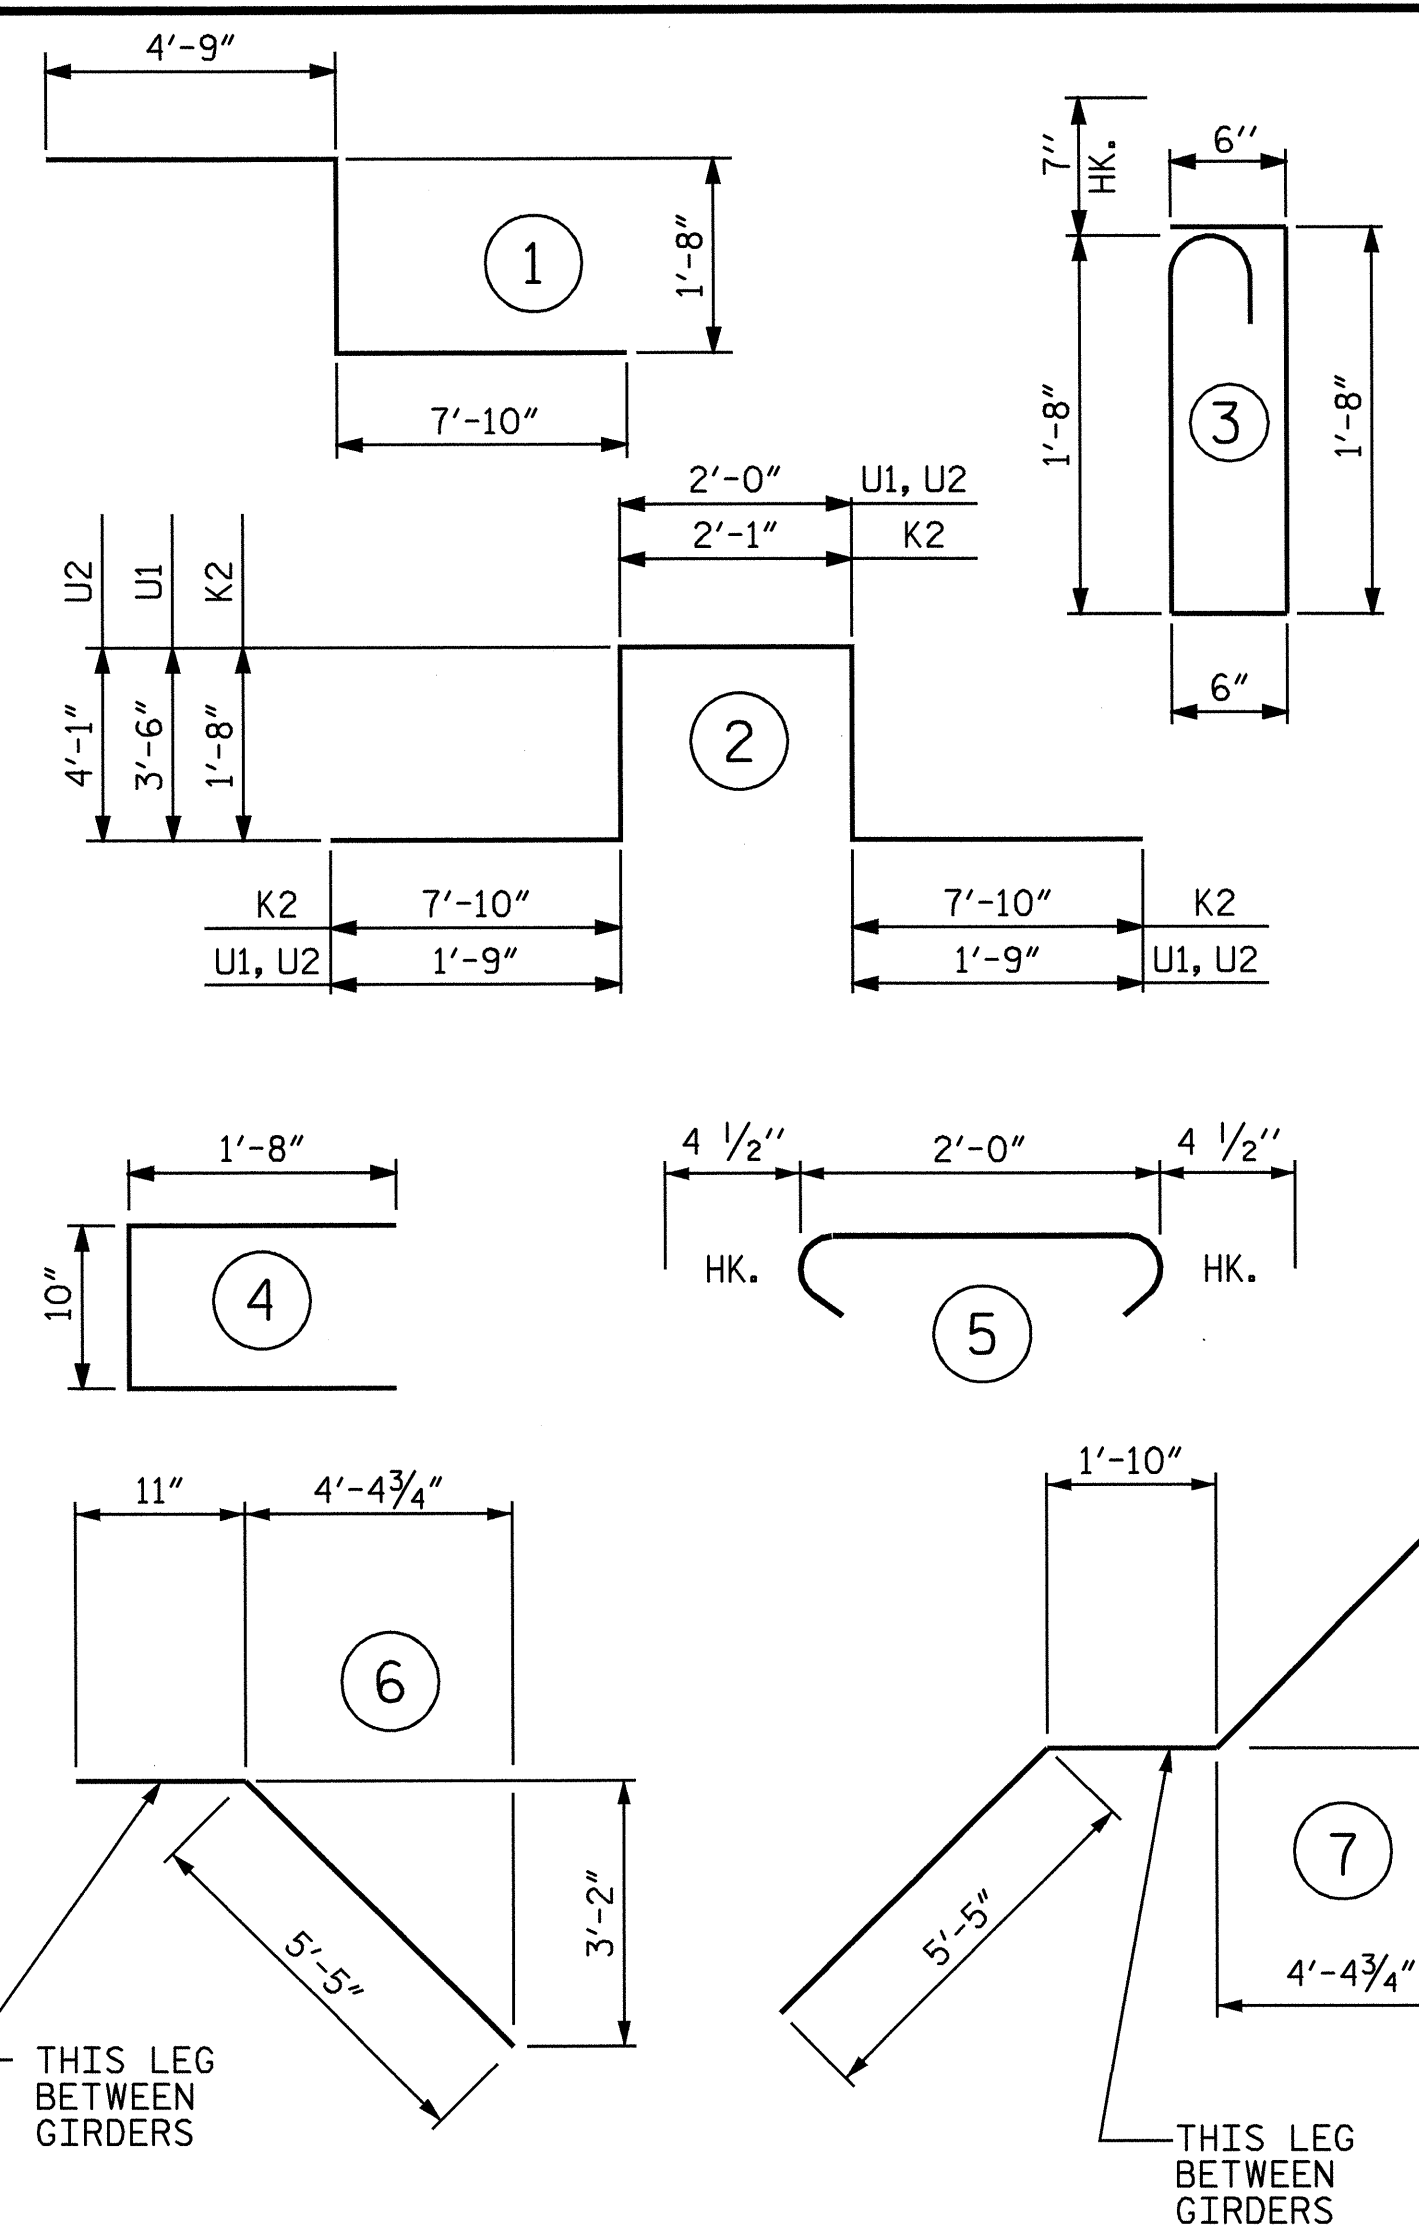 4'-9"
1
1'-8"
7'-10"
7" HK.
6"
1'-8"
3
1'-8"
6"
2'-0" U1, U2
2'-1" K2
U2 U1 K2
4'-1" 3'-6" 1'-8"
2
K2 7'-10" 7'-10" K2
U1, U2 1'-9" 1'-9" U1, U2
1'-8"
10"
4
4 1/2" 2'-0" 4 1/2"
HK. HK.
5
11" 4'-4 3/4"
6
5'-5"
3'-2"
THIS LEG
BETWEEN
GIRDERS
1'-10"
7
5'-5"
4'-4 3/4"
THIS LEG
BETWEEN
GIRDERS